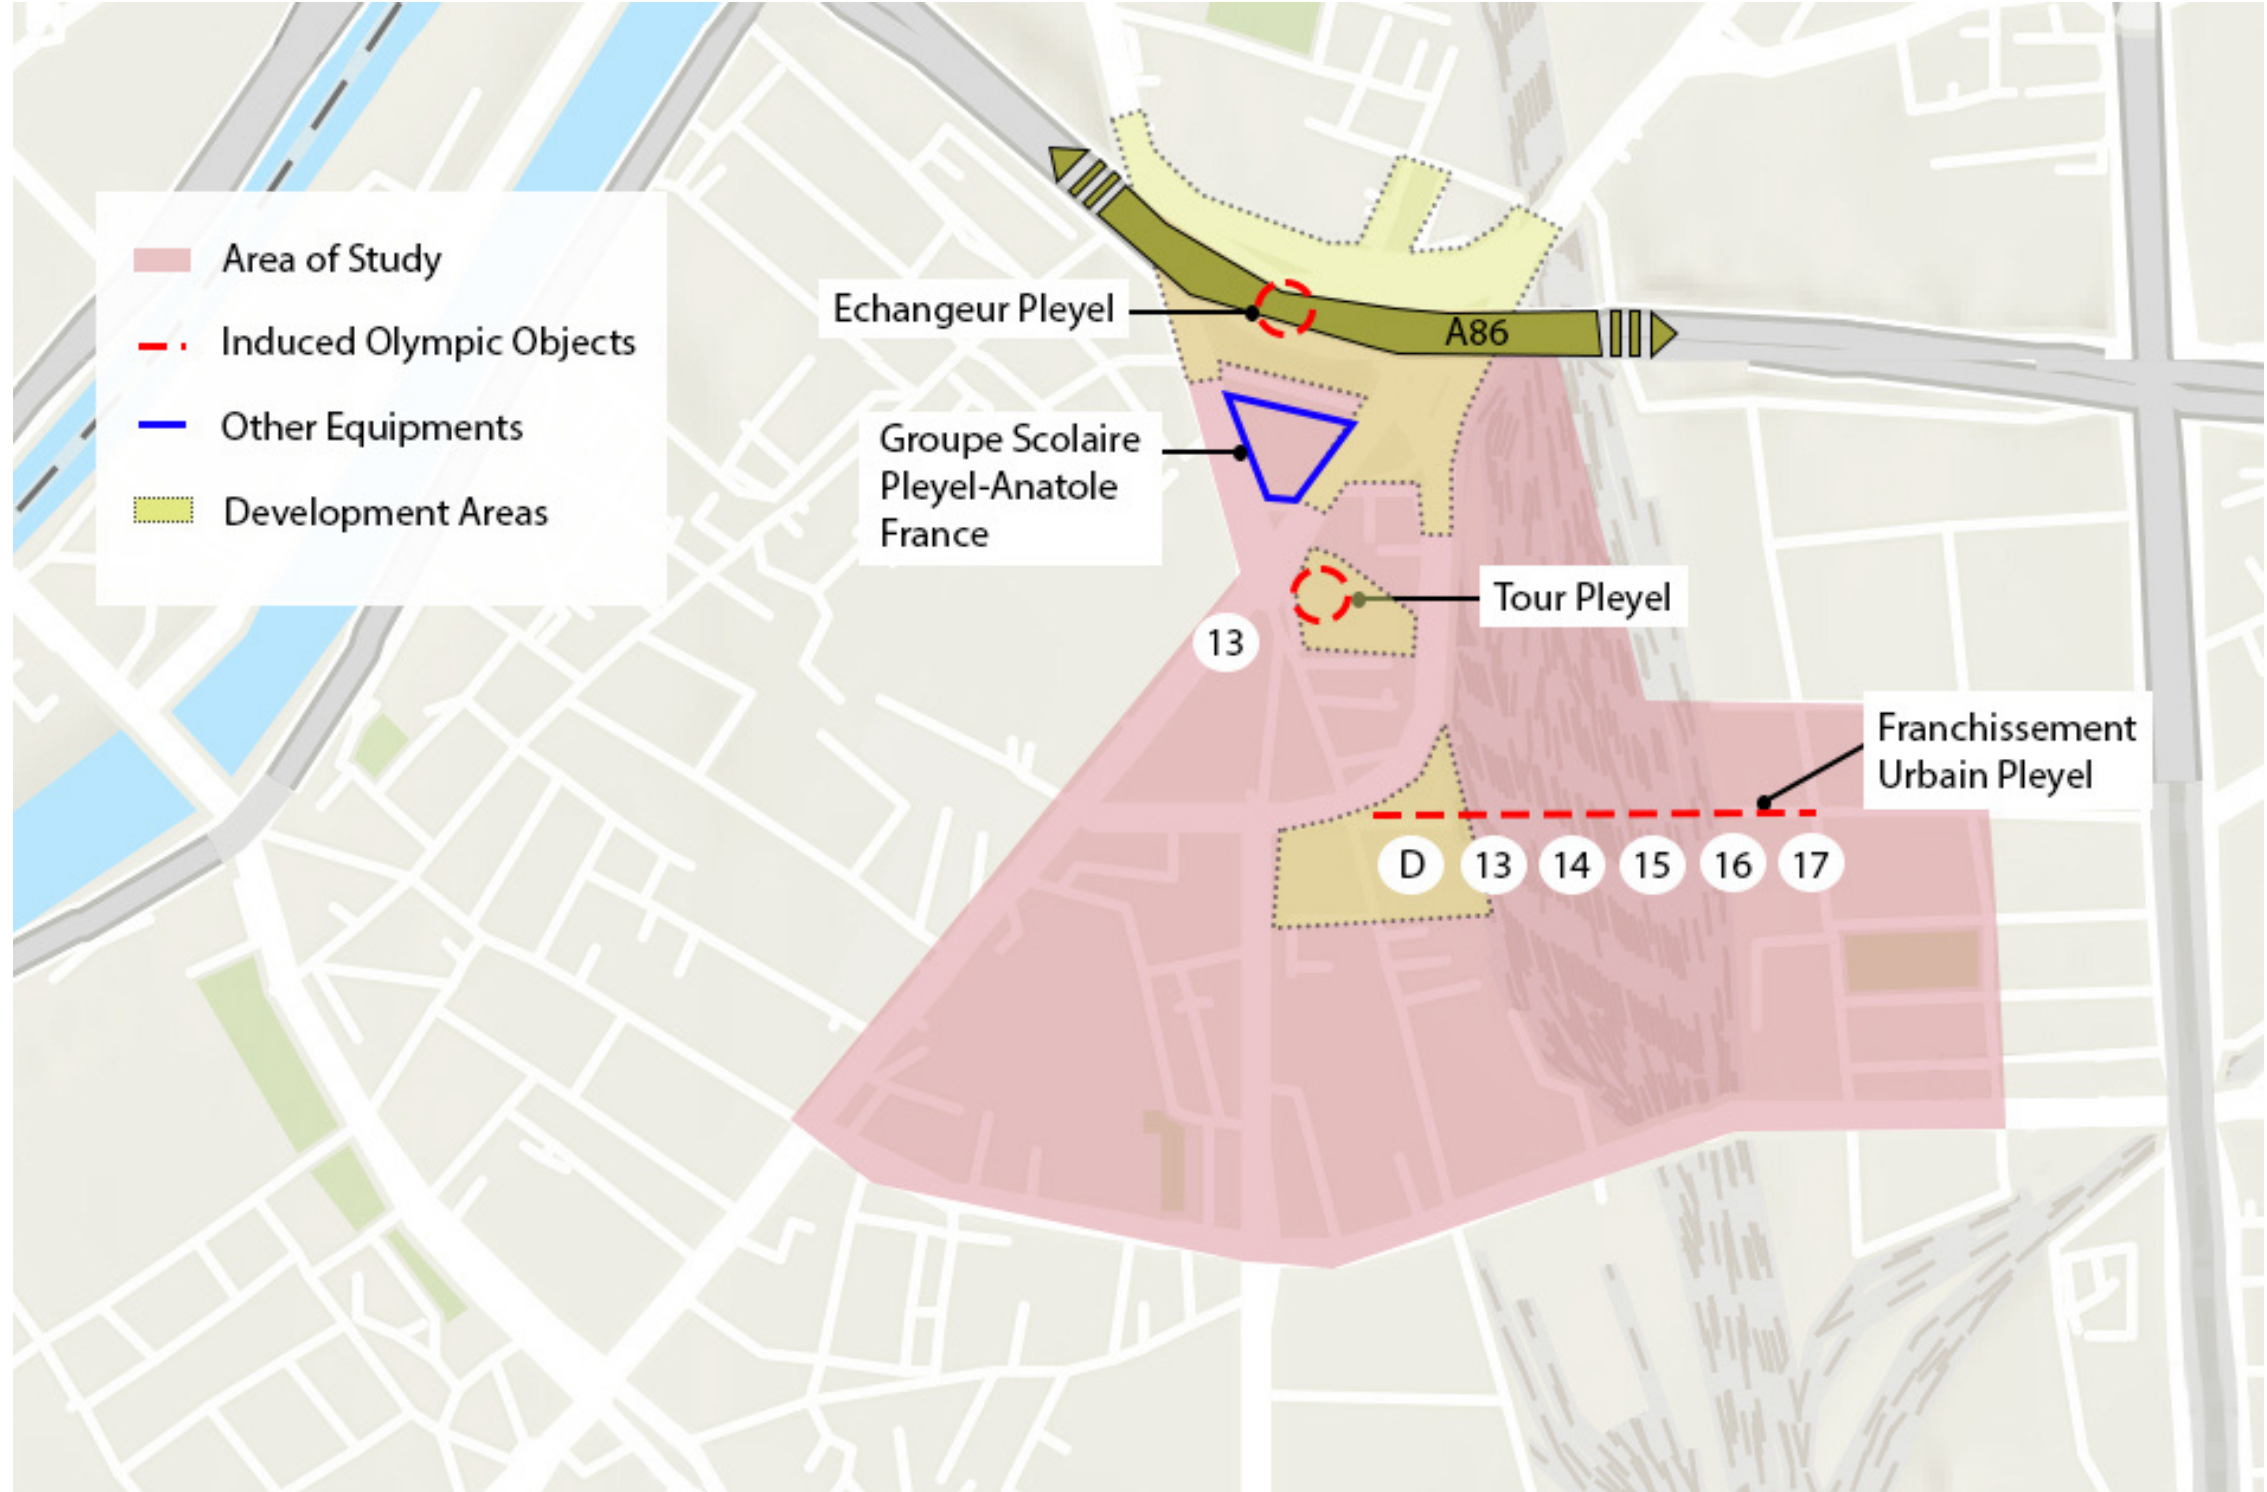 Area of Study
Induced Olympic Objects
Other Equipments
Development Areas
Echangeur Pleyel
A86
Groupe Scolaire
Pleyel-Anatole
France
Tour Pleyel
13
Franchissement
Urbain Pleyel
D 13 14 15 16 17